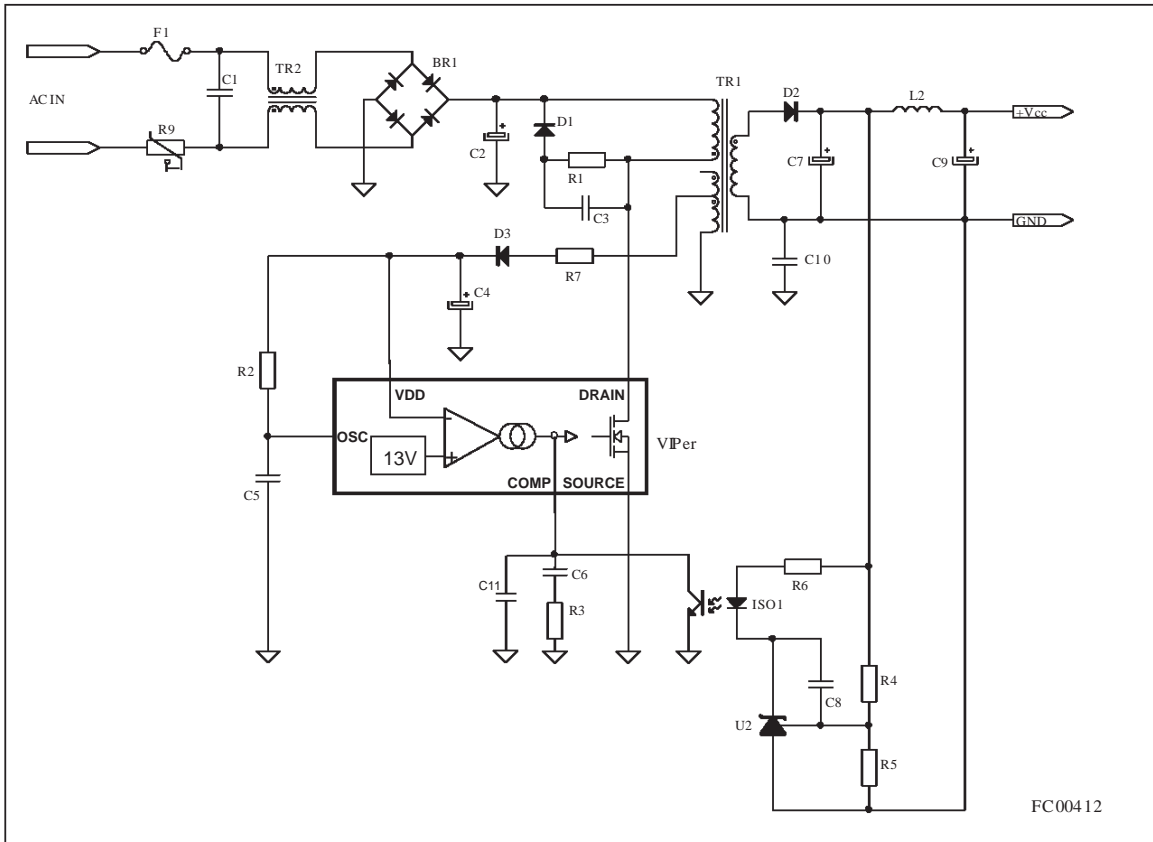 F1
TR2
BR1
C1
AC IN
R9
C2
D1
R1
C3
TR1
D2
L2
+Vcc
C7
C9
GND
C10
D3
R7
C4
R2
VDD
DRAIN
OSC
13V
COMP
SOURCE
VIPer
C5
C11
C6
R3
R6
ISO1
C8
R4
U2
R5
FC00412
-
+
+
+
+
+